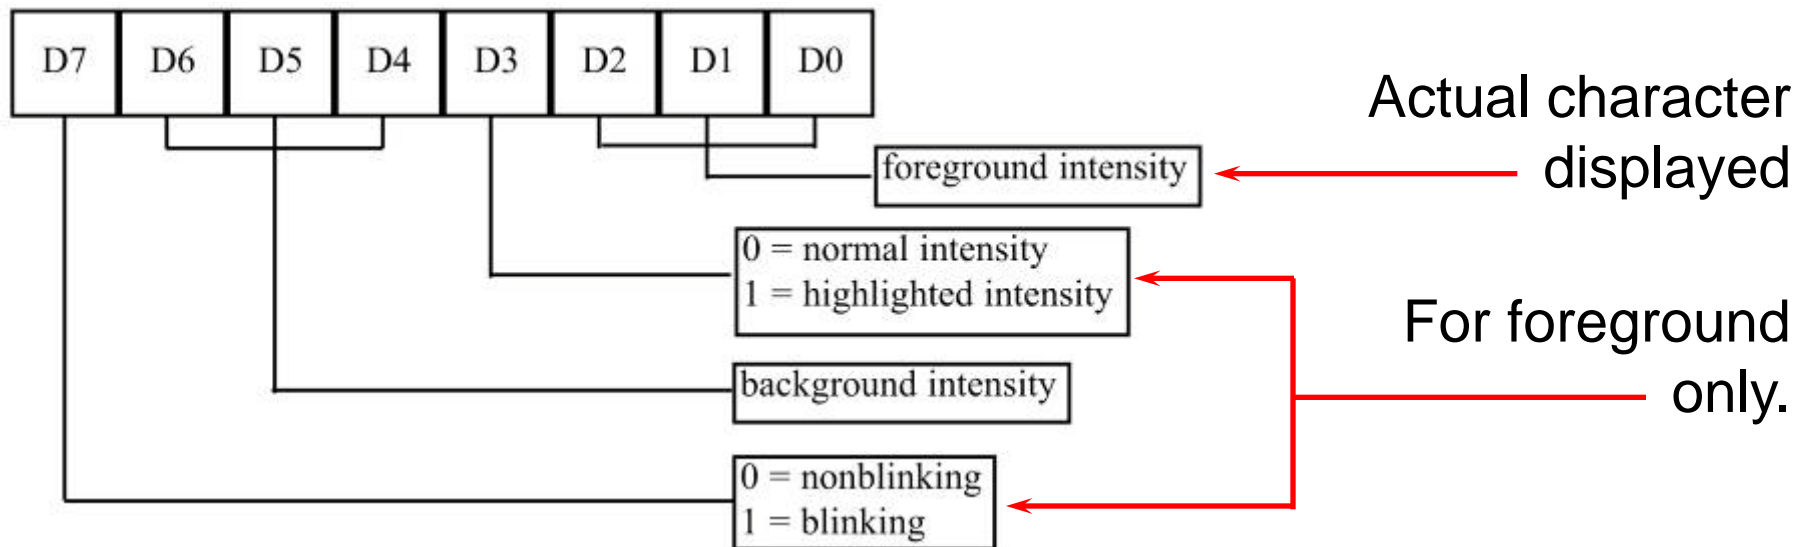 D7 D6 D5 D4 D3 D2 D1 D0
Actual character
displayed
foreground intensity
0 = normal intensity
1 = highlighted intensity
For foreground
only.
background intensity
0 = nonblinking
1 = blinking